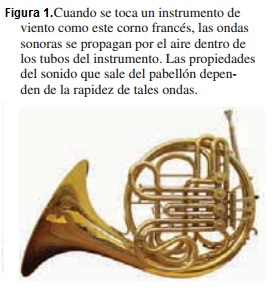 Figura 1.Cuando se toca un instrumento de
viento como este corno francés, las ondas
sonoras se propagan por el aire dentro de
los tubos del instrumento. Las propiedades
del sonido que sale del pabellón depen-
den de la rapidez de tales ondas.